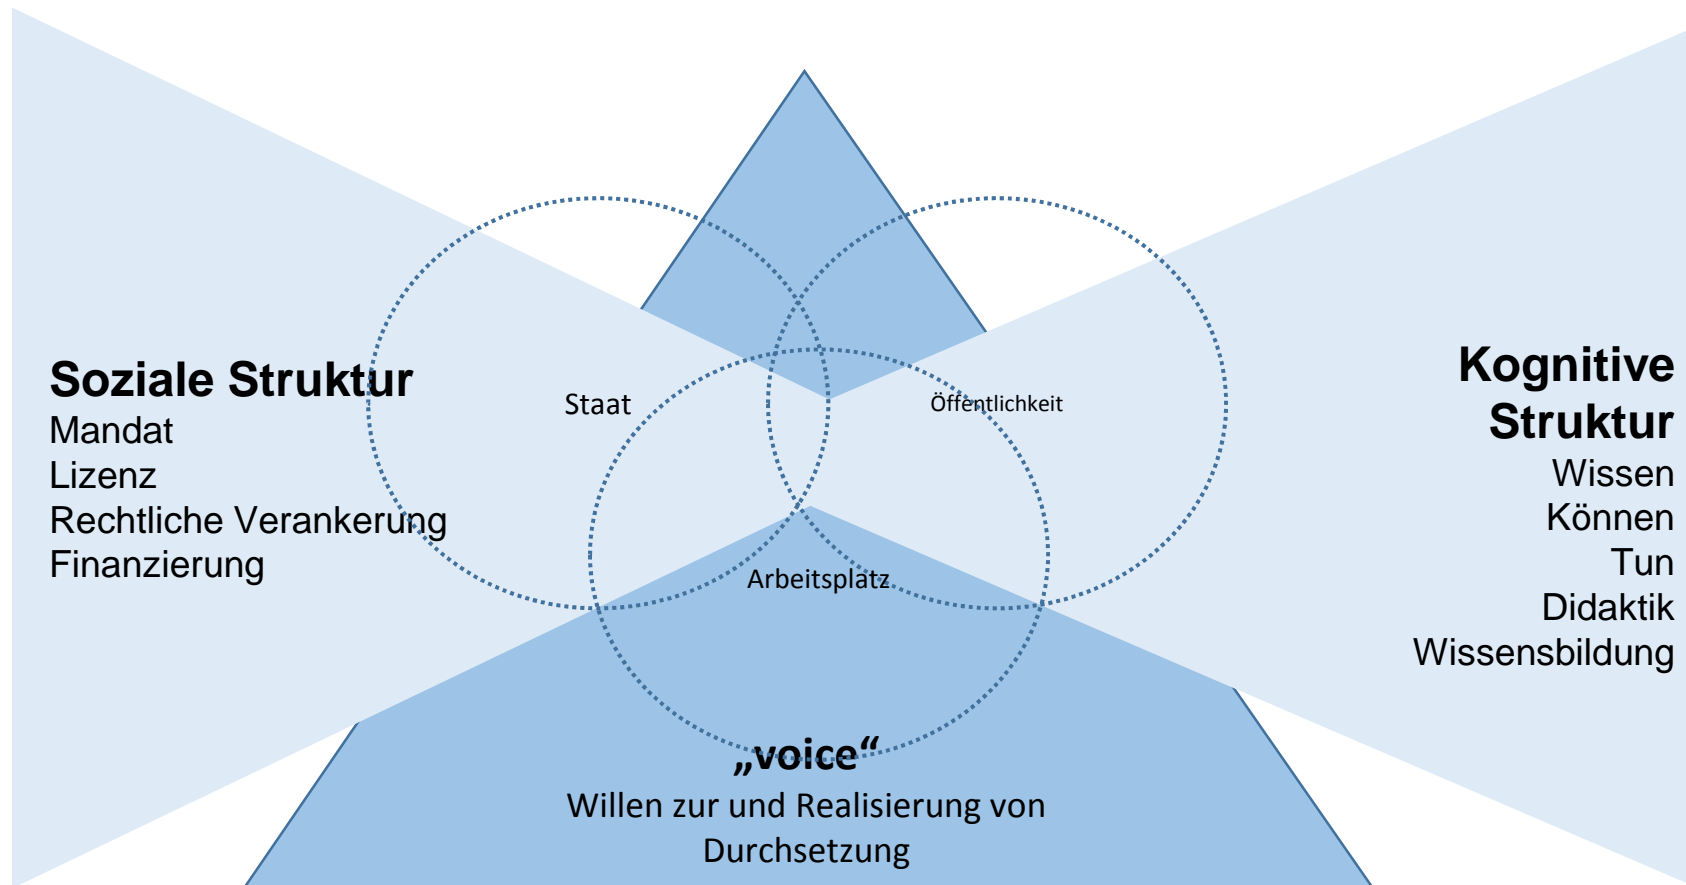 Soziale Struktur
Mandat
Lizenz
Rechtliche Verankerung
Finanzierung
Staat
Öffentlichkeit
Arbeitsplatz
„voice“
Willen zur und Realisierung von
Durchsetzung
Kognitive
Struktur
Wissen
Können
Tun
Didaktik
Wissensbildung